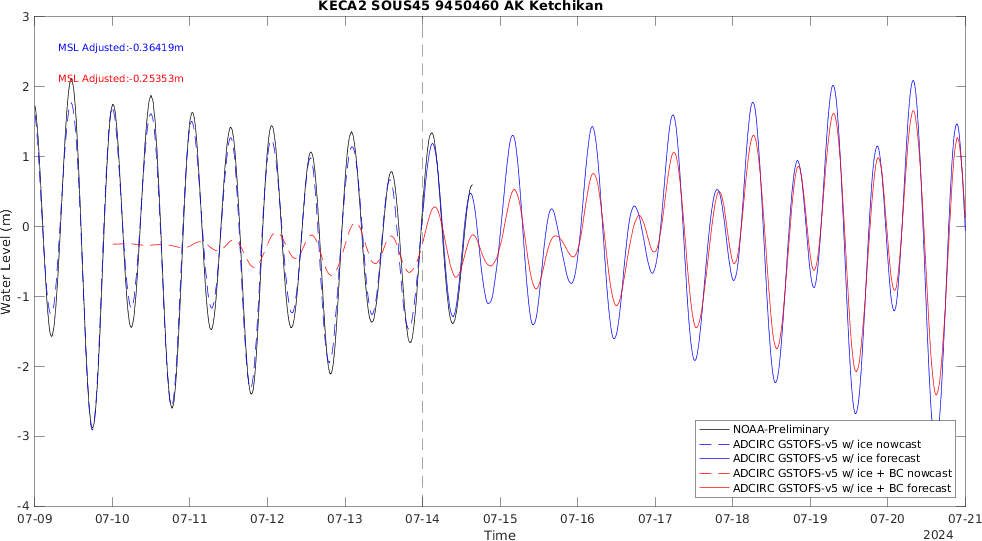 KECA2 SOUS45 9450460 AK Ketchikan
3
MSL Adjusted:-0.36419m
MSL Adjusted:-0.25353m
2
1
0
Water Level (m)
-1
-2
-3
NOAA-Preliminary
ADCIRC GSTOFS-v5 w/ ice nowcast
ADCIRC GSTOFS-v5 w/ ice forecast
ADCIRC GSTOFS-v5 w/ ice + BC nowcast
ADCIRC GSTOFS-v5 w/ ice + BC forecast
-4
07-09 07-10 07-11 07-12 07-13 07-14 07-15 07-16 07-17 07-18 07-19 07-20 07-21
Time
2024